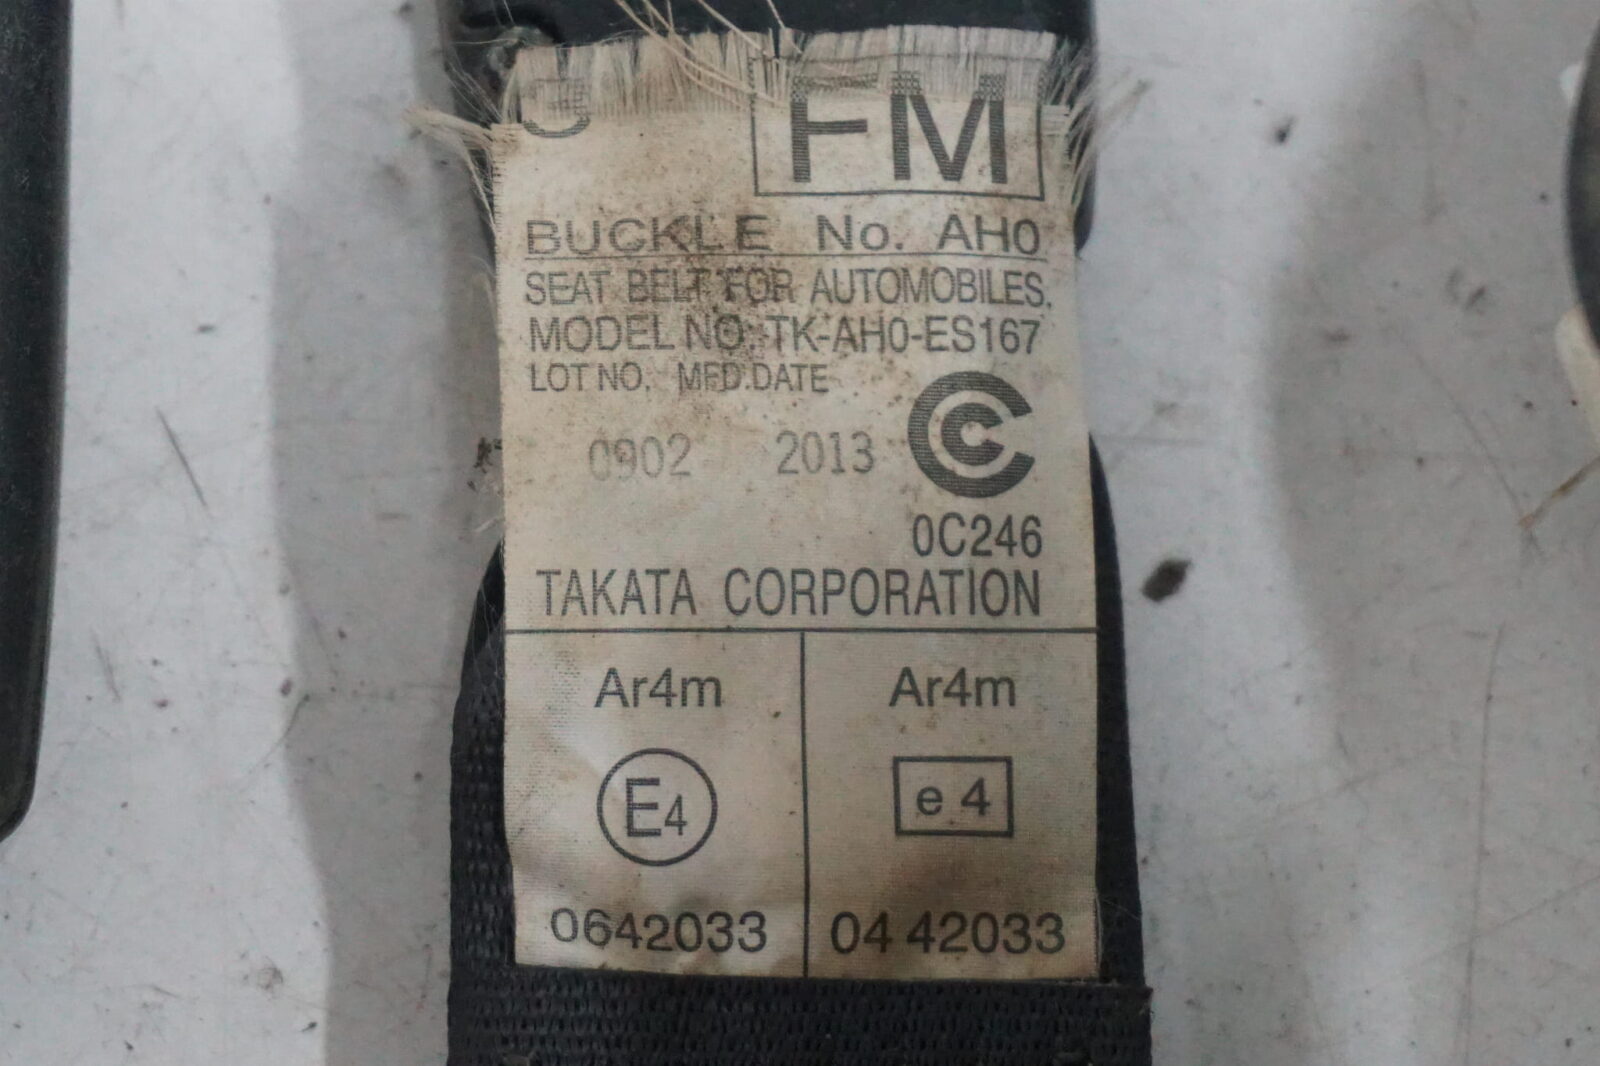 FM
BUCKLE No. AH0
SEAT BELT FOR AUTOMOBILES.
MODEL NO. TK-AH0-ES167
LOT NO. MFD.DATE
0902 2013
0C246
TAKATA CORPORATION
Ar4m Ar4m
E4 e 4
0642033 04 42033